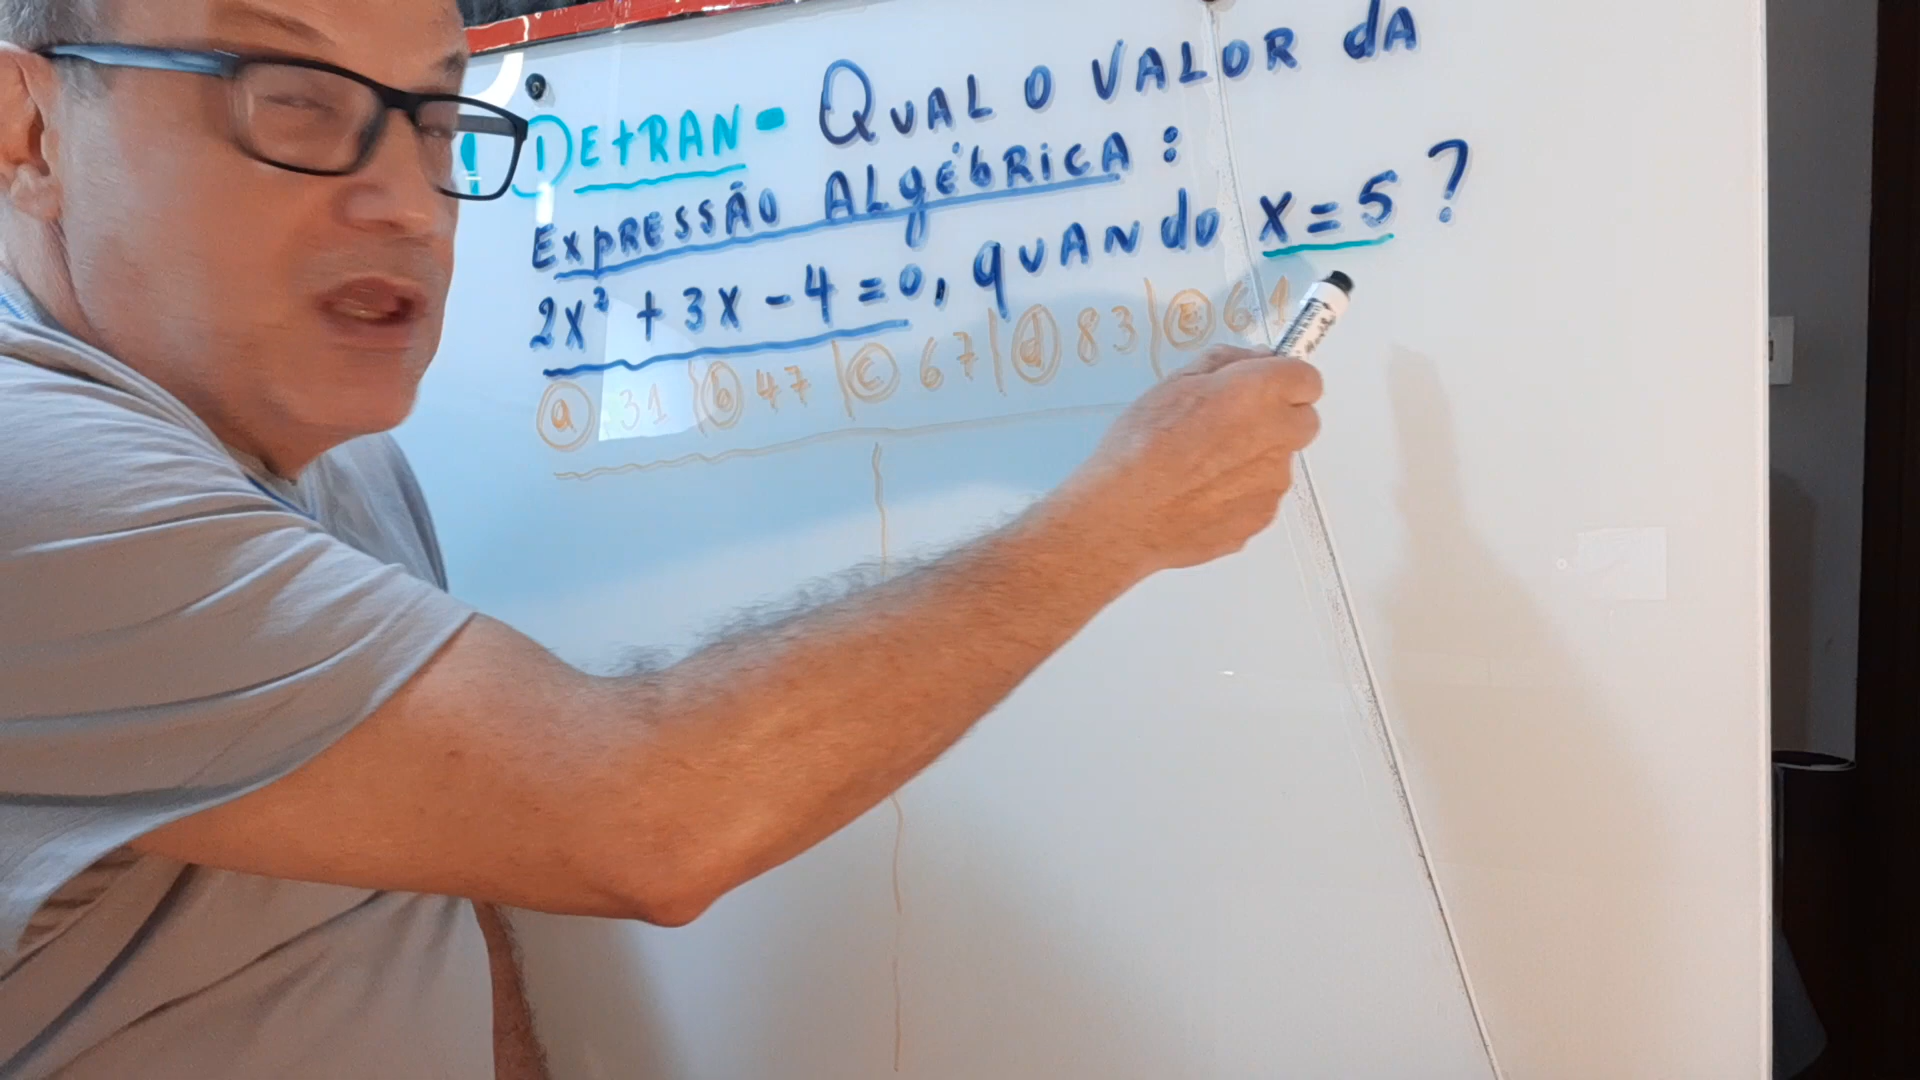 1) DEtRAN - QUAL O VALOR dA
EXpRESSÃO ALgÉbRiCA :
2x² + 3x - 4 = 0, quANdo x = 5 ?
a 31 | b 47 | c 67 | d 83 | e 61